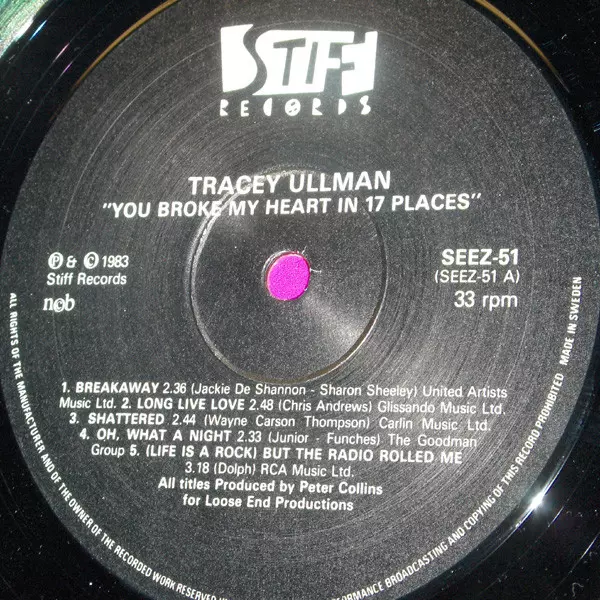 STIFF
RECORDS
TRACEY ULLMAN
"YOU BROKE MY HEART IN 17 PLACES"
Ⓟ & © 1983
Stiff Records
ncb
SEEZ-51
(SEEZ-51 A)
33 rpm
1. BREAKAWAY 2.36 (Jackie De Shannon - Sharon Sheeley) United Artists
Music Ltd. 2. LONG LIVE LOVE 2.48 (Chris Andrews) Glissando Music Ltd.
3. SHATTERED 2.44 (Wayne Carson Thompson) Carlin Music Ltd.
4. OH, WHAT A NIGHT 2.33 (Junior - Funches) The Goodman
Group 5. (LIFE IS A ROCK) BUT THE RADIO ROLLED ME
3.18 (Dolph) RCA Music Ltd.
All titles Produced by Peter Collins
for Loose End Productions
ALL RIGHTS OF THE MANUFACTURER AND OF THE OWNER OF THE RECORDED WORK RESERVED
PERFORMANCE BROADCASTING AND COPYING OF THIS RECORD PROHIBITED MADE IN SWEDEN